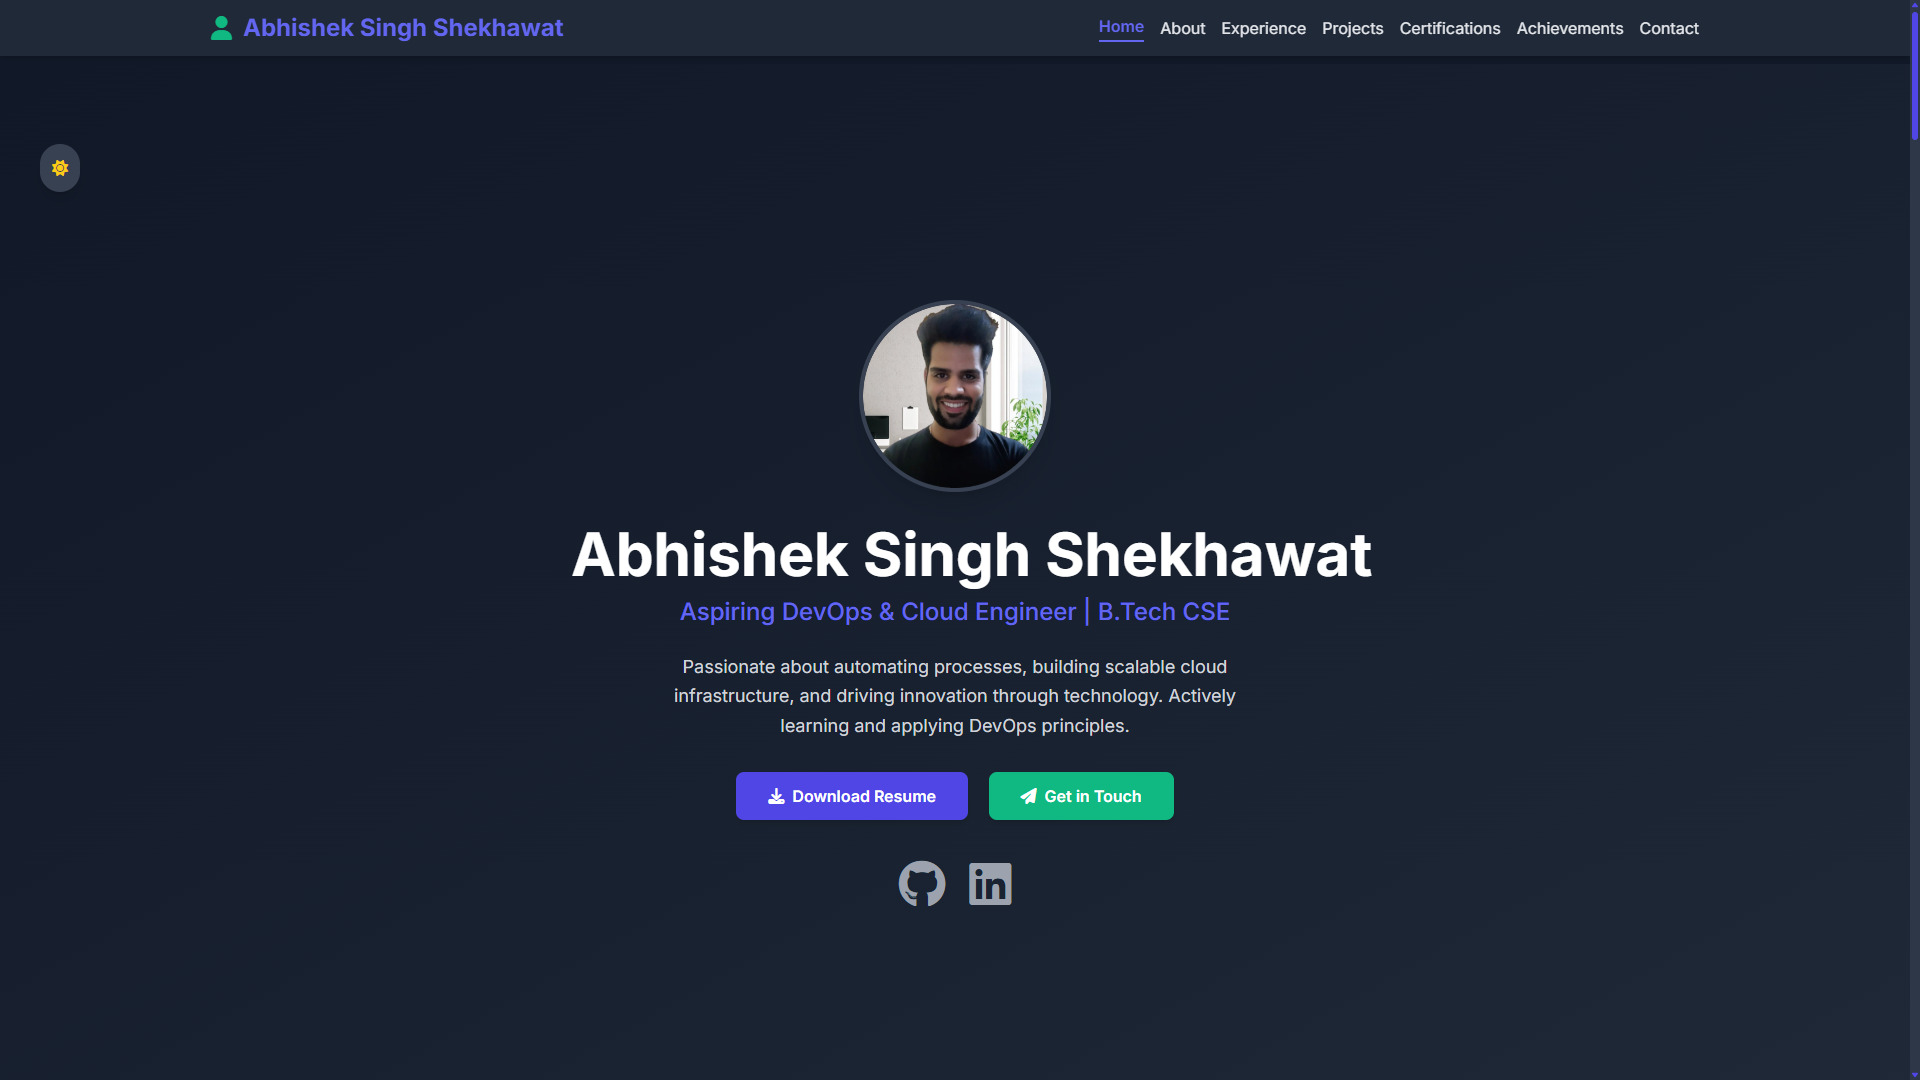 Abhishek Singh Shekhawat
Home About Experience Projects Certifications Achievements Contact
Abhishek Singh Shekhawat
Aspiring DevOps & Cloud Engineer | B.Tech CSE
Passionate about automating processes, building scalable cloud
infrastructure, and driving innovation through technology. Actively
learning and applying DevOps principles.
Download Resume
Get in Touch
in